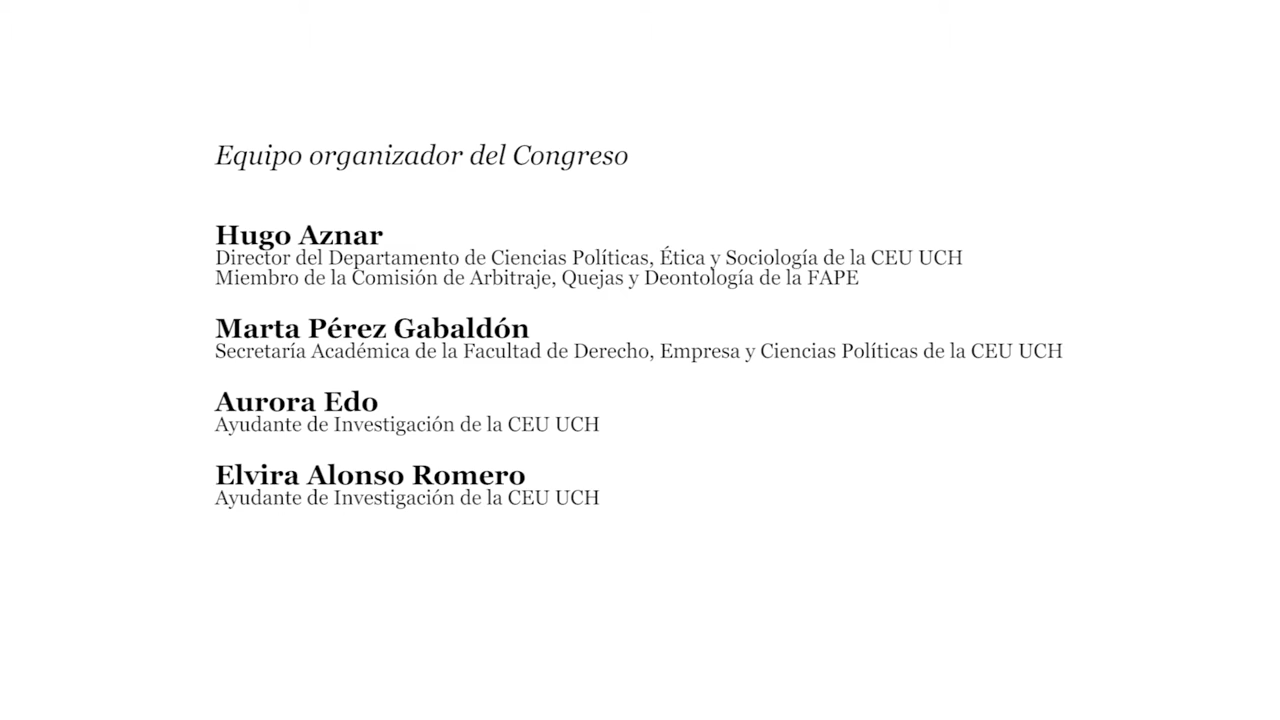 Equipo organizador del Congreso
Hugo Aznar
Director del Departamento de Ciencias Políticas, Ética y Sociología de la CEU UCH
Miembro de la Comisión de Arbitraje, Quejas y Deontología de la FAPE
Marta Pérez Gabaldón
Secretaría Académica de la Facultad de Derecho, Empresa y Ciencias Políticas de la CEU UCH
Aurora Edo
Ayudante de Investigación de la CEU UCH
Elvira Alonso Romero
Ayudante de Investigación de la CEU UCH